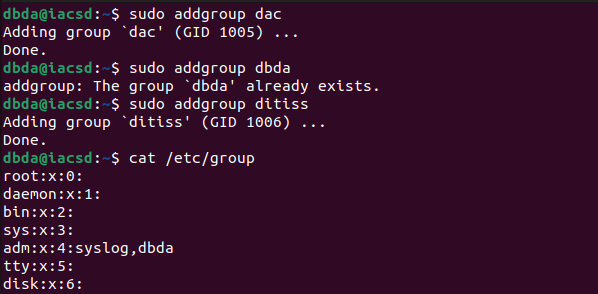 dbda@iacsd:~$ sudo addgroup dac
Adding group `dac' (GID 1005) ...
Done.
dbda@iacsd:~$ sudo addgroup dbda
addgroup: The group `dbda' already exists.
dbda@iacsd:~$ sudo addgroup ditiss
Adding group `ditiss' (GID 1006) ...
Done.
dbda@iacsd:~$ cat /etc/group
root:x:0:
daemon:x:1:
bin:x:2:
sys:x:3:
adm:x:4:syslog,dbda
tty:x:5:
disk:x:6: